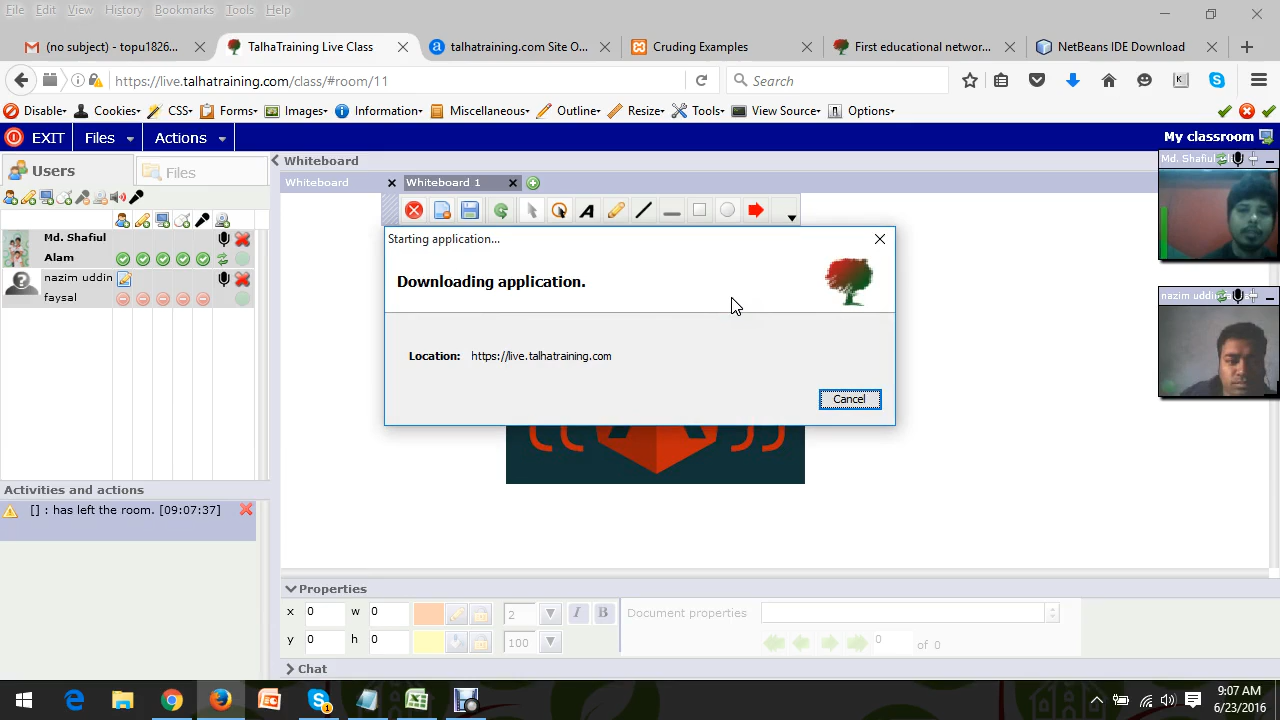 File Edit View History Bookmarks Tools Help
(no subject) - topu1826...
TalhaTraining Live Class
talhatraining.com Site O...
Cruding Examples
First educational networ...
NetBeans IDE Download
https://live.talhatraining.com/class/#room/11
Search
Disable Cookies CSS Forms Images Information Miscellaneous Outline Resize Tools View Source Options
EXIT Files Actions My classroom
Users Files
Whiteboard
Whiteboard Whiteboard 1
Md. Shafiul
Alam
nazim uddin
faysal
A
Starting application...
Downloading application.
Location: https://live.talhatraining.com
Cancel
Md. Shafiul
nazim uddin
Activities and actions
[] : has left the room. [09:07:37]
Properties
x 0 w 0 2 I B Document properties
y 0 h 0 100 0 of 0
Chat
1
9:07 AM
6/23/2016